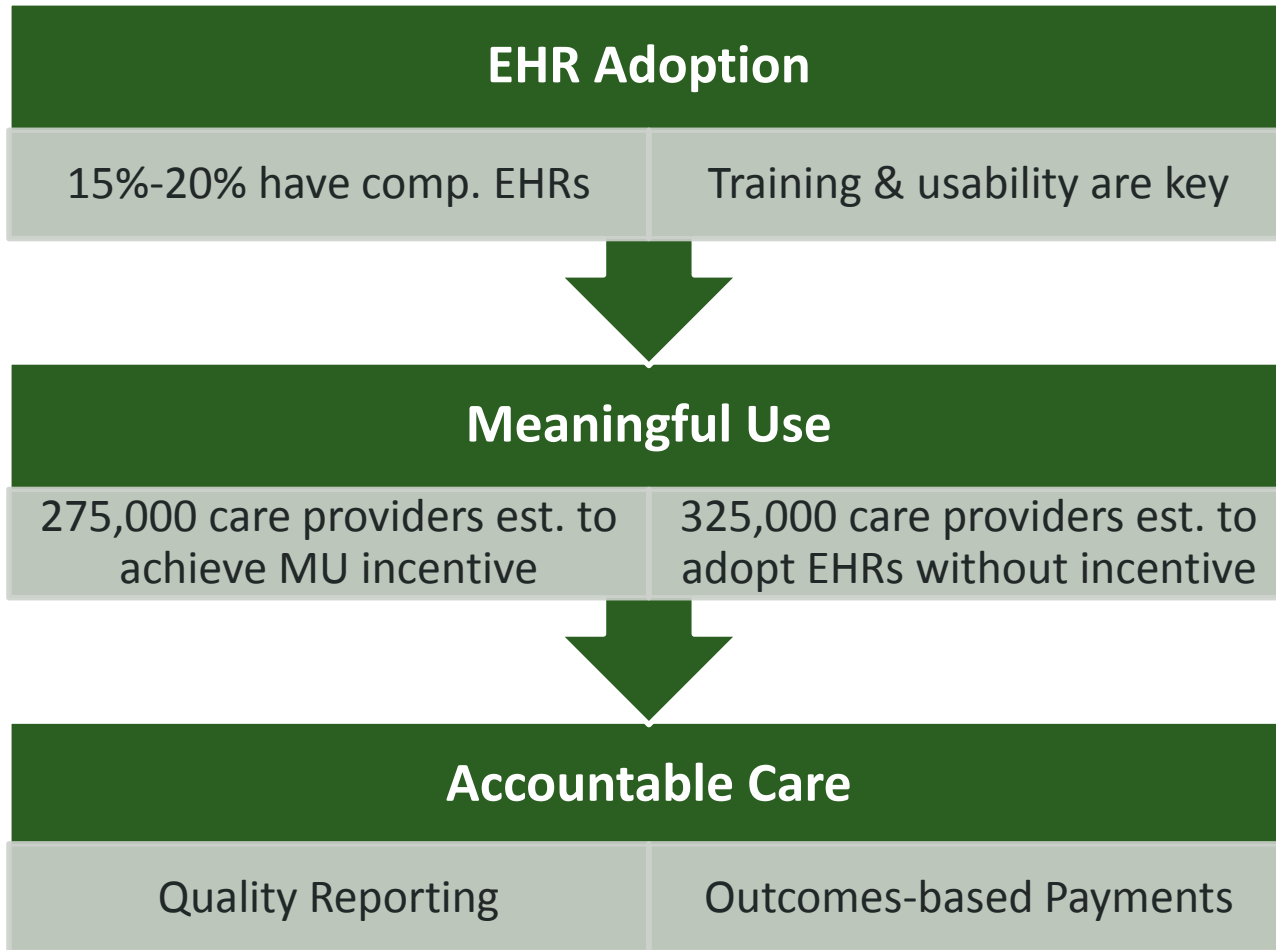 EHR Adoption
15%-20% have comp. EHRs
Training & usability are key
Meaningful Use
275,000 care providers est. to
achieve MU incentive
325,000 care providers est. to
adopt EHRs without incentive
Accountable Care
Quality Reporting
Outcomes-based Payments